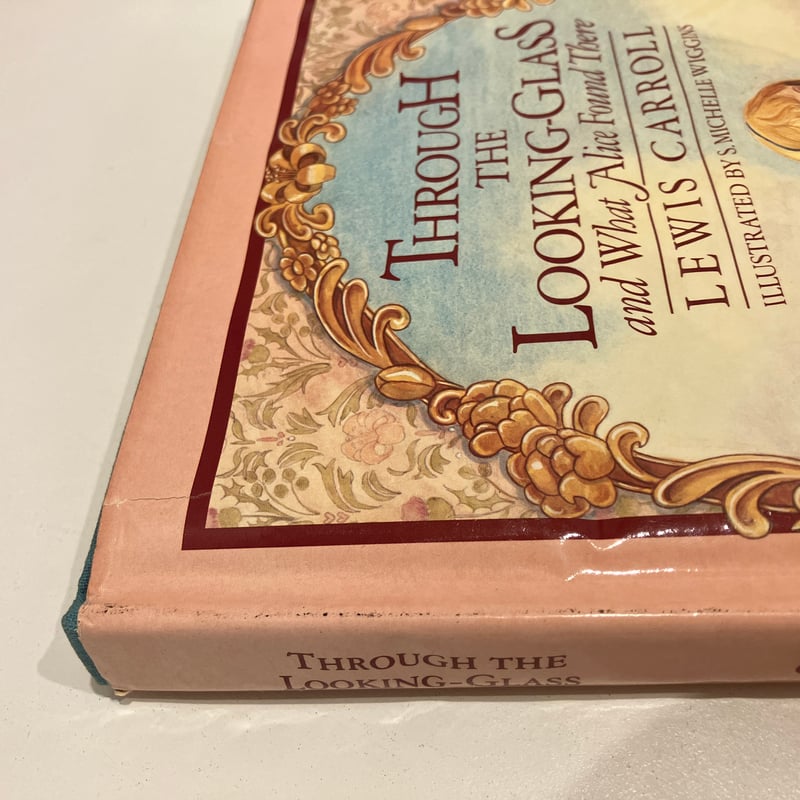 THROUGH
THE
LOOKING-GLASS
and What Alice Found There
LEWIS CARROLL
ILLUSTRATED BY S. MICHELLE WIGGINS
THROUGH THE
LOOKING-GLASS